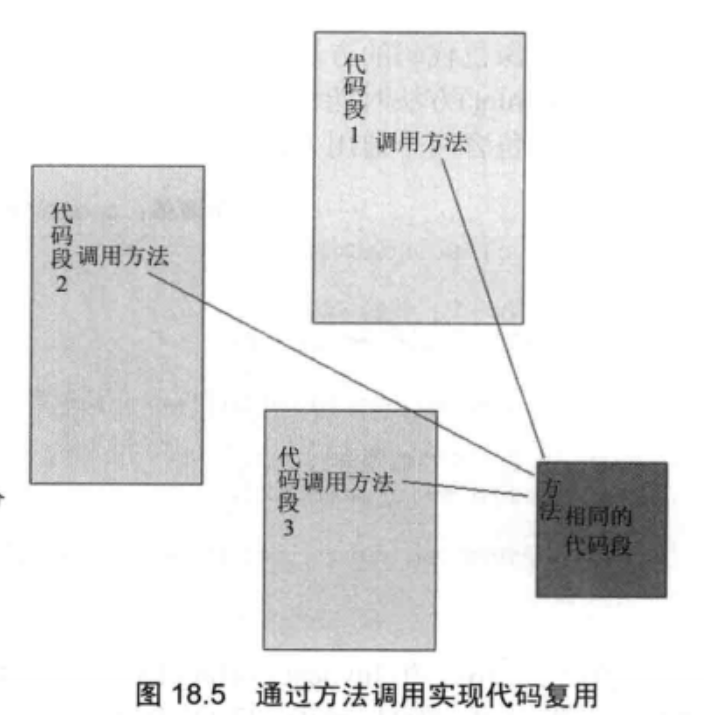 代码段1
调用方法
代码段2
调用方法
代码段3
调用方法
方法
相同的
代码段
图 18.5 通过方法调用实现代码复用